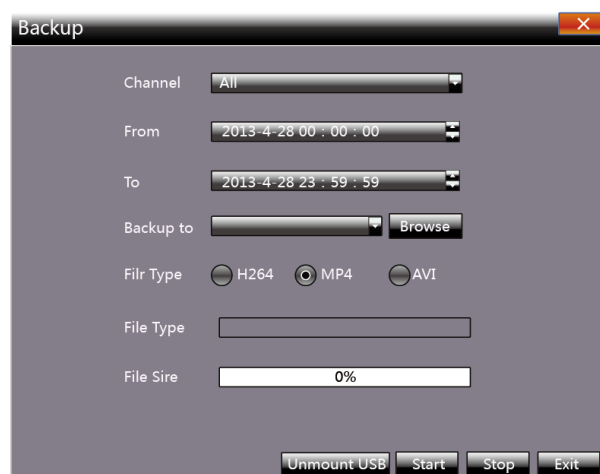 Backup
Channel All
From 2013-4-28 00 : 00 : 00
To 2013-4-28 23 : 59 : 59
Backup to Browse
Filr Type H264 MP4 AVI
File Type
File Sire 0%
Unmount USB Start Stop Exit